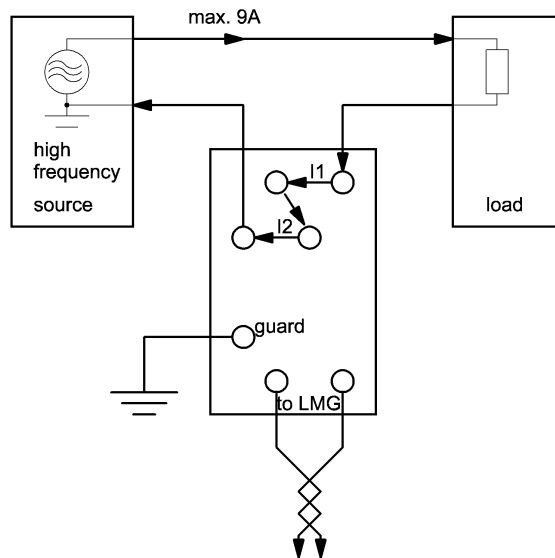 max. 9A
high
frequency
source
load
I1
I2
guard
to LMG